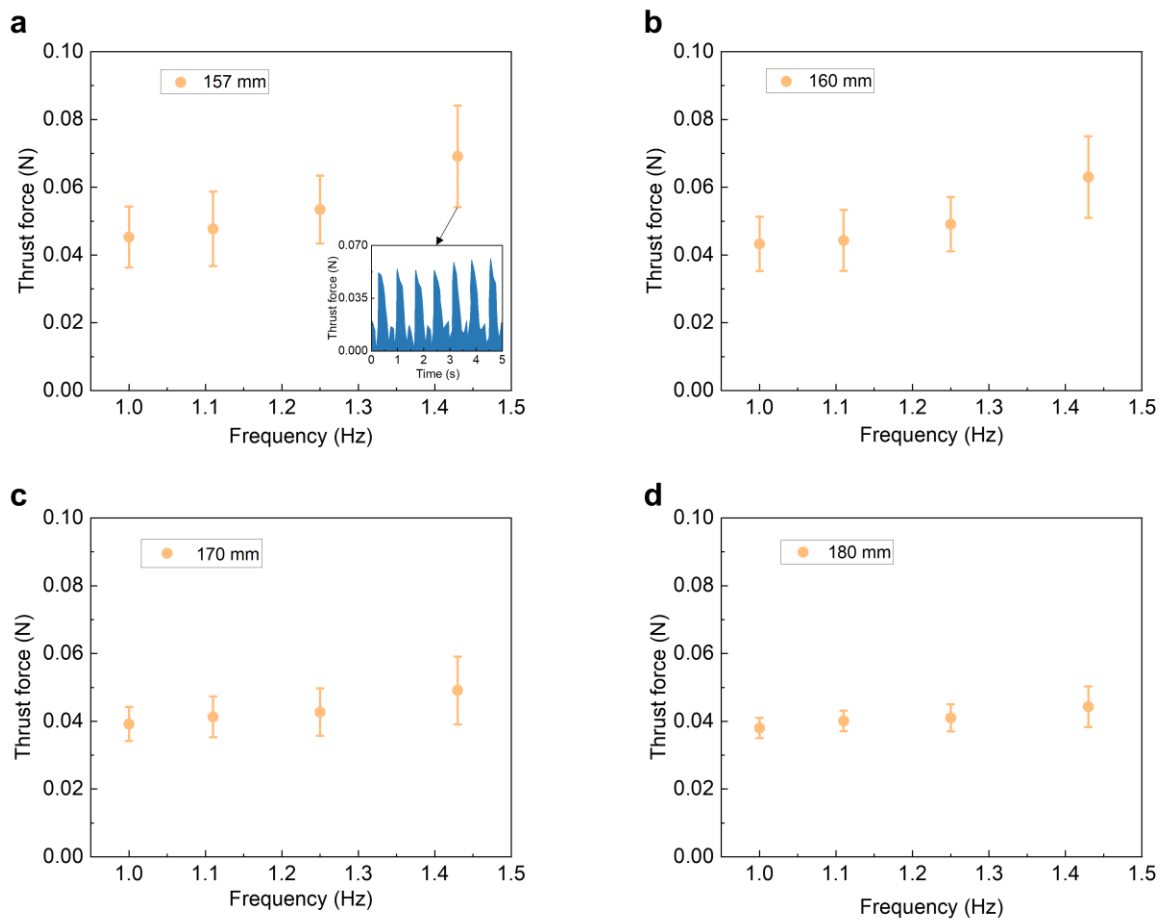 a
0.10
0.08
0.06
0.04
0.02
0.00
Thrust force (N)
157 mm
0.070
0.035
0.000
Thrust force (N)
0 1 2 3 4 5
Time (s)
1.0 1.1 1.2 1.3 1.4 1.5
Frequency (Hz)
b
0.10
0.08
0.06
0.04
0.02
0.00
Thrust force (N)
160 mm
1.0 1.1 1.2 1.3 1.4 1.5
Frequency (Hz)
c
0.10
0.08
0.06
0.04
0.02
0.00
Thrust force (N)
170 mm
1.0 1.1 1.2 1.3 1.4 1.5
Frequency (Hz)
d
0.10
0.08
0.06
0.04
0.02
0.00
Thrust force (N)
180 mm
1.0 1.1 1.2 1.3 1.4 1.5
Frequency (Hz)